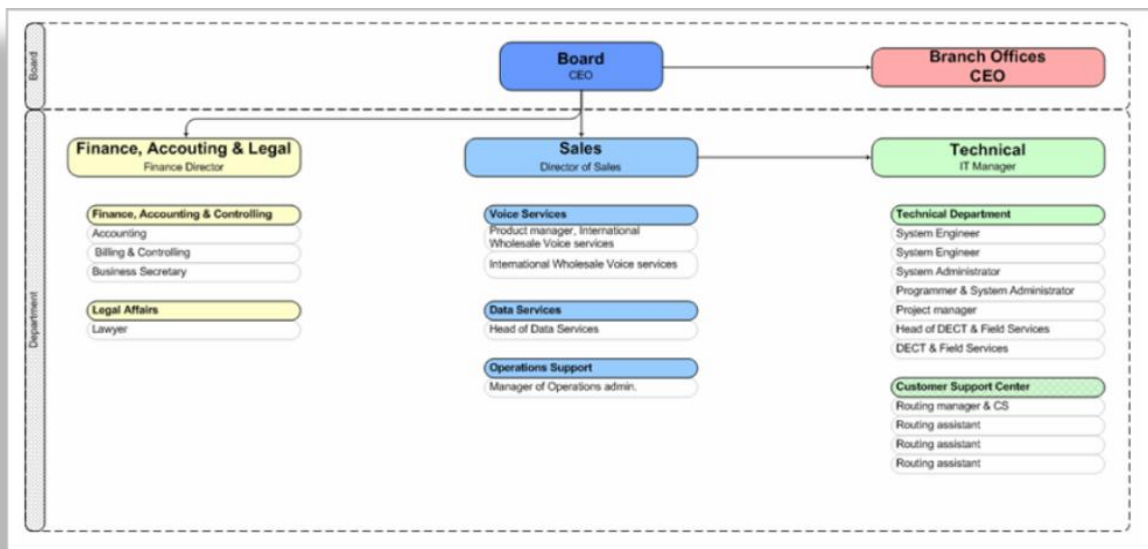 Board
Board
CEO
Branch Offices
CEO
Department
Finance, Accouting & Legal
Finance Director
Finance, Accounting & Controlling
Accounting
Billing & Controlling
Business Secretary
Legal Affairs
Lawyer
Sales
Director of Sales
Voice Services
Product manager, International
Wholesale Voice services
International Wholesale Voice services
Data Services
Head of Data Services
Operations Support
Manager of Operations admin.
Technical
IT Manager
Technical Department
System Engineer
System Engineer
System Administrator
Programmer & System Administrator
Project manager
Head of DECT & Field Services
DECT & Field Services
Customer Support Center
Routing manager & CS
Routing assistant
Routing assistant
Routing assistant